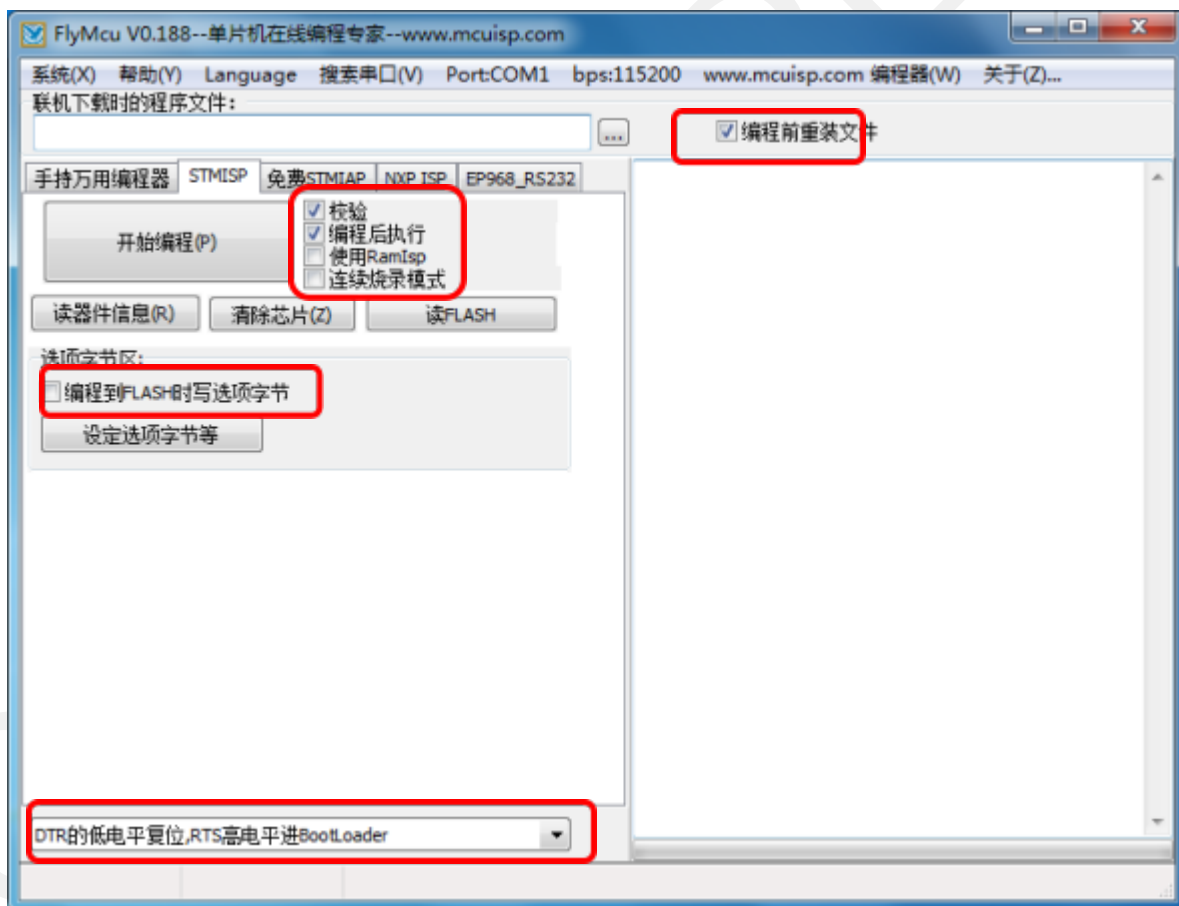 FlyMcu V0.188--单片机在线编程专家--www.mcuisp.com
系统(X) 帮助(Y) Language 搜索串口(V) Port:COM1 bps:115200 www.mcuisp.com 编程器(W) 关于(Z)...
联机下载时的程序文件:
...
编程前重装文件
手持万用编程器 STMISP 免费STMIAP NXP ISP EP968_RS232
开始编程(P)
校验
编程后执行
使用RamIsp
连续烧录模式
读器件信息(R) 清除芯片(Z) 读FLASH
选项字节区:
编程到FLASH时写选项字节
设定选项字节等
DTR的低电平复位,RTS高电平进BootLoader